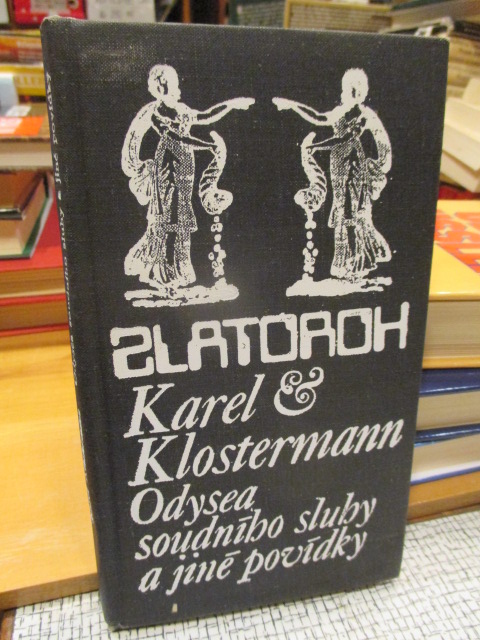 ZLATOROH
Karel &
Klostermann
Odysea
soudního sluhy
a jiné povídky